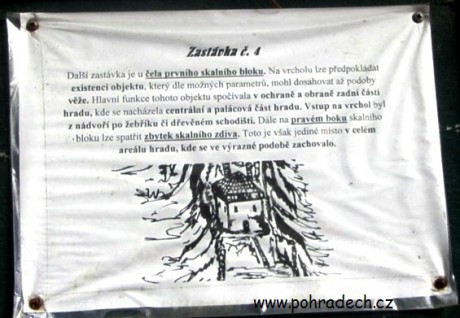 Zastávka č. 4
Další zastávka je u čela prvního skalního bloku. Na vrcholu lze předpokládat
existenci objektu, který dle možných parametrů, mohl dosahovat až podoby
věže. Hlavní funkce tohoto objektu spočívala v ochraně a obraně zadní části
hradu, kde se nacházela centrální a palácová část hradu. Vstup na vrchol byl
z nádvoří po žebříku či dřevěném schodišti. Dále na pravém boku skalního
bloku lze spatřit zbytek skalního zdiva. Toto je však jediné místo v celém
areálu hradu, kde se ve výrazné podobě zachovalo.
www.pohradech.cz